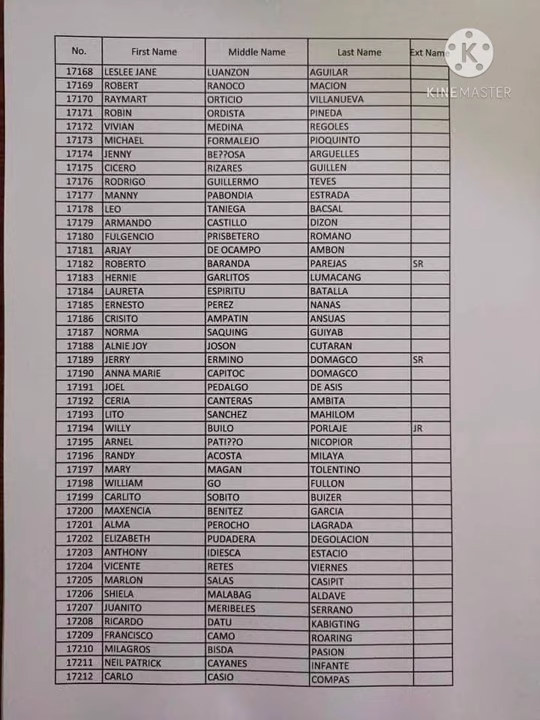 No. First Name Middle Name Last Name Ext Name
K
KINEMASTER
17168 LESLEE JANE LUANZON AGUILAR
17169 ROBERT RANOCO MACION
17170 RAYMART ORTICIO VILLANUEVA
17171 ROBIN ORDISTA PINEDA
17172 VIVIAN MEDINA REGOLES
17173 MICHAEL FORMALEJO PIOQUINTO
17174 JENNY BE??OSA ARGUELLES
17175 CICERO RIZARES GUILLEN
17176 RODRIGO GUILLERMO TEVES
17177 MANNY PABONDIA ESTRADA
17178 LEO TANIEGA BACSAL
17179 ARMANDO CASTILLO DIZON
17180 FULGENCIO PRISBETERO ROMANO
17181 ARJAY DE OCAMPO AMBON
17182 ROBERTO BARANDA PAREJAS SR
17183 HERNIE GARLITOS LUMACANG
17184 LAURETA ESPIRITU BATALLA
17185 ERNESTO PEREZ NANAS
17186 CRISITO AMPATIN ANSUAS
17187 NORMA SAQUING GUIYAB
17188 ALNIE JOY JOSON CUTARAN
17189 JERRY ERMINO DOMAGCO SR
17190 ANNA MARIE CAPITOC DOMAGCO
17191 JOEL PEDALGO DE ASIS
17192 CERIA CANTERAS AMBITA
17193 LITO SANCHEZ MAHILOM
17194 WILLY BUILO PORLAJE JR
17195 ARNEL PATI??O NICOPIOR
17196 RANDY ACOSTA MILAYA
17197 MARY MAGAN TOLENTINO
17198 WILLIAM GO FULLON
17199 CARLITO SOBITO BUIZER
17200 MAXENCIA BENITEZ GARCIA
17201 ALMA PEROCHO LAGRADA
17202 ELIZABETH PUDADERA DEGOLACION
17203 ANTHONY IDIESCA ESTACIO
17204 VICENTE RETES VIERNES
17205 MARLON SALAS CASIPIT
17206 SHIELA MALABAG ALDAVE
17207 JUANITO MERIBELES SERRANO
17208 RICARDO DATU KABIGTING
17209 FRANCISCO CAMO ROARING
17210 MILAGROS BISDA PASION
17211 NEIL PATRICK CAYANES INFANTE
17212 CARLO CASIO COMPAS